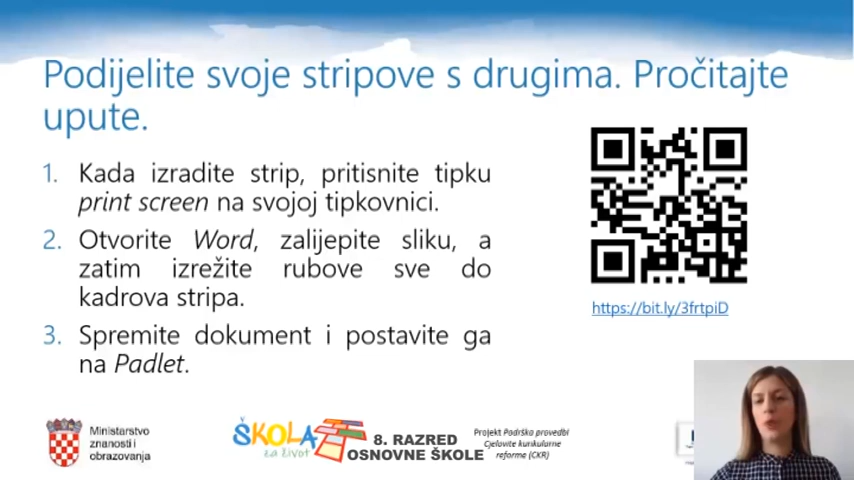 Podijelite svoje stripove s drugima. Pročitajte
upute.
1. Kada izradite strip, pritisnite tipku
print screen na svojoj tipkovnici.
2. Otvorite Word, zalijepite sliku, a
zatim izrežite rubove sve do
kadrova stripa.
3. Spremite dokument i postavite ga
na Padlet.
https://bit.ly/3frtpiD
Ministarstvo
znanosti i
obrazovanja
ŠKOLA
za život
8. RAZRED
OSNOVNE ŠKOLE
Projekt Podrška provedbi
Cjelovite kurikularne
reforme (CKR)